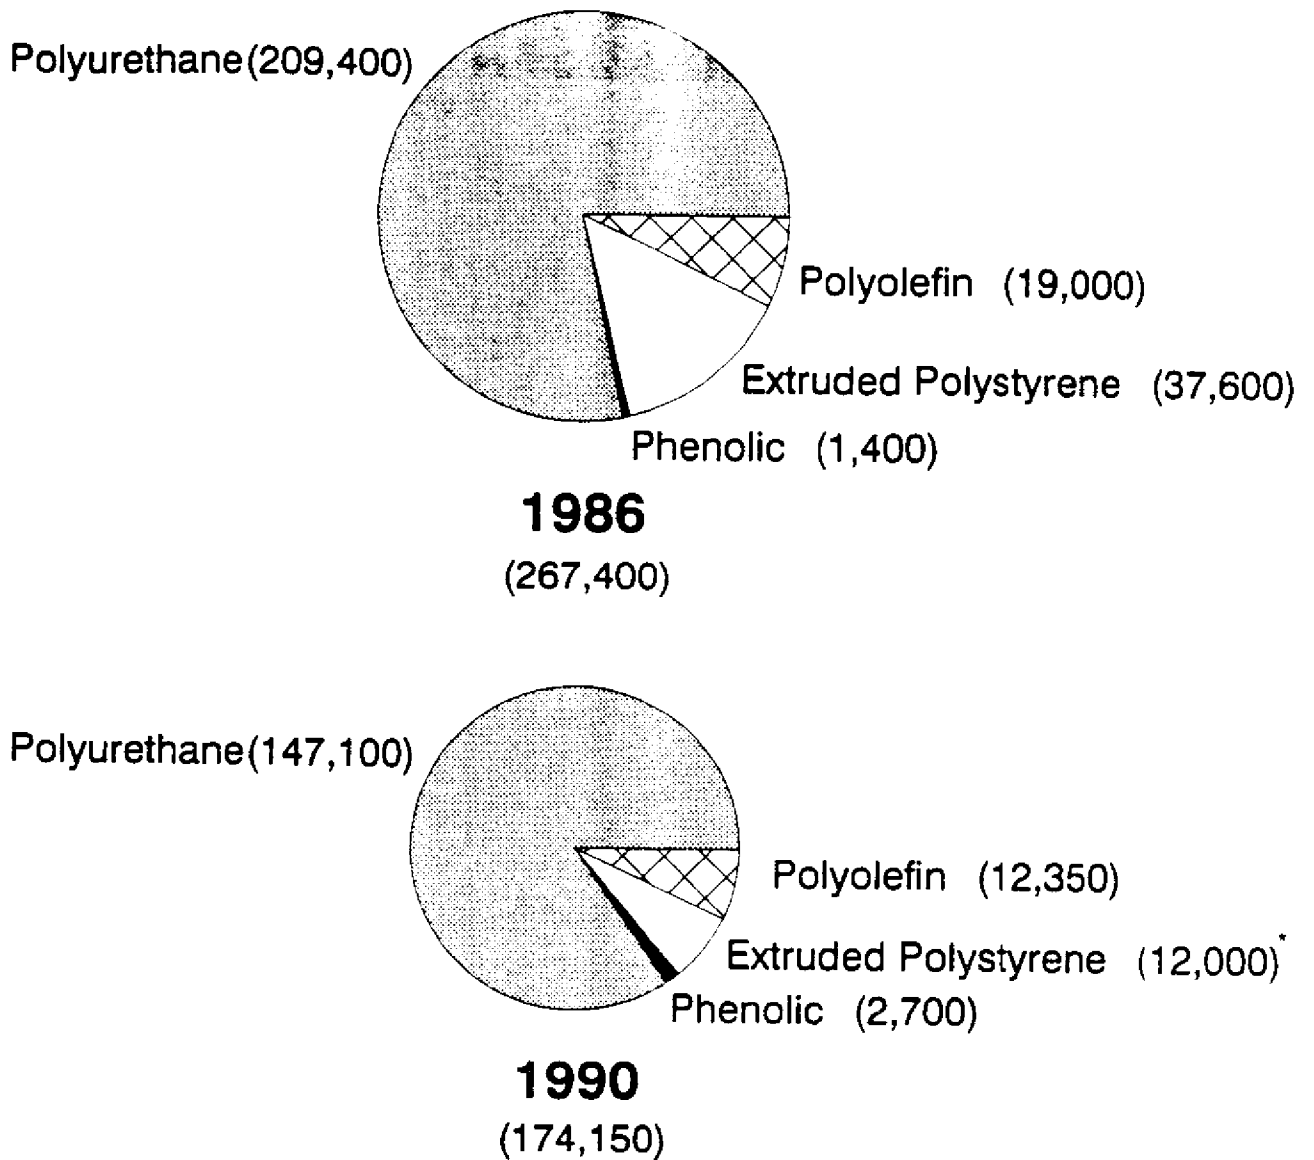 Polyurethane (209,400)
Polyolefin (19,000)
Extruded Polystyrene (37,600)
Phenolic (1,400)
1986
(267,400)
Polyurethane (147,100)
Polyolefin (12,350)
Extruded Polystyrene (12,000)*
Phenolic (2,700)
1990
(174,150)